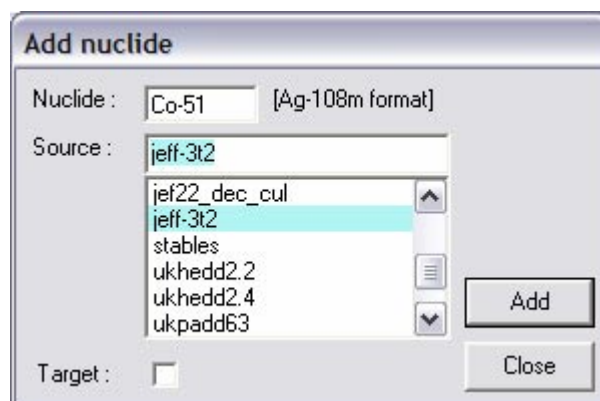 Add nuclide
Nuclide : Co-51 [Ag-108m format]
Source : jeff-3t2
jef22_dec_cul
jeff-3t2
stables
ukhedd2.2
ukhedd2.4
ukpadd63
Add
Target :
Close